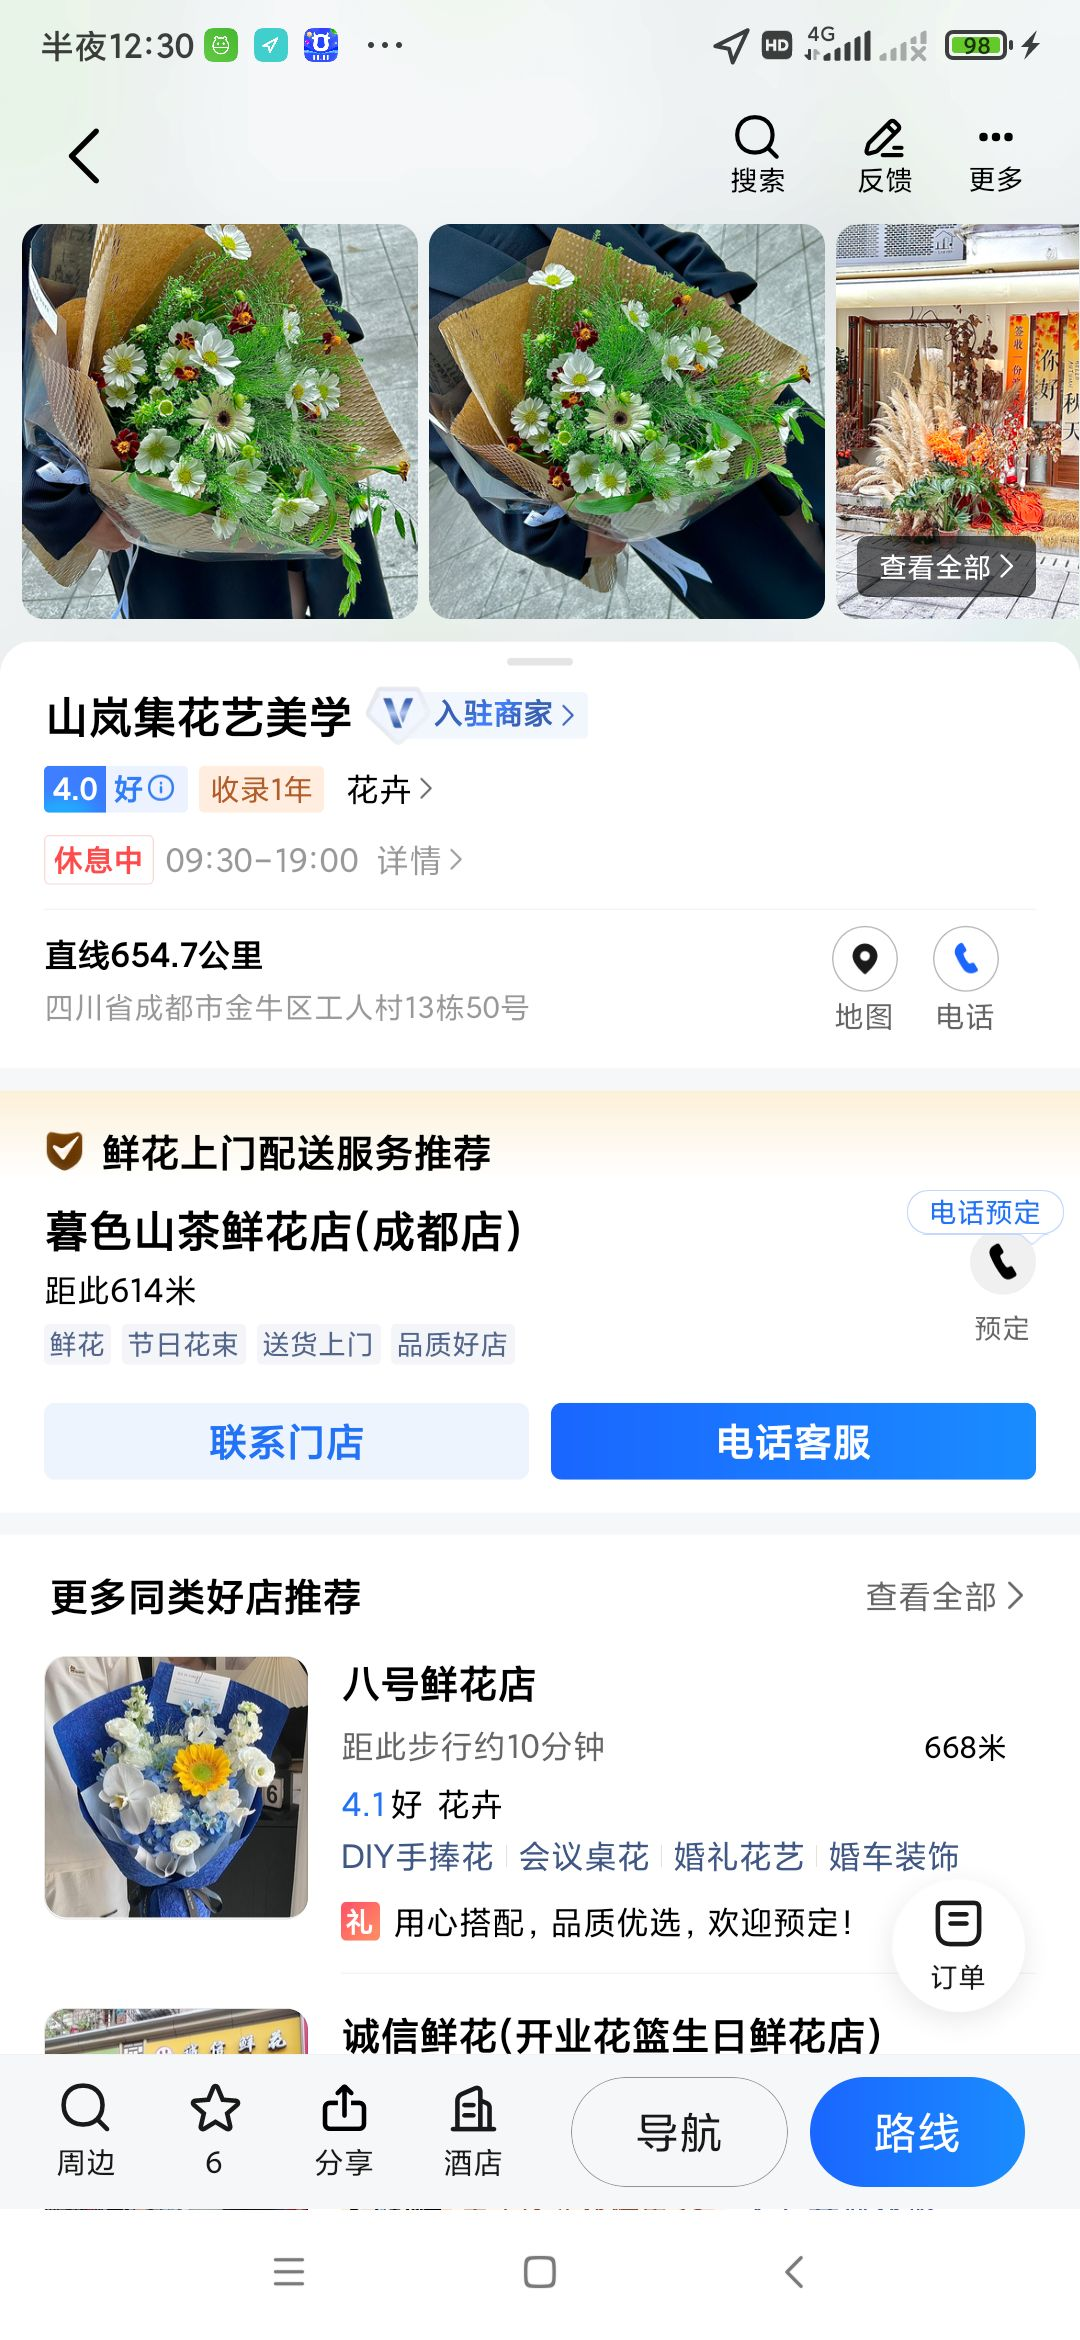 半夜12:30
HD 4G 98
搜索 反馈 更多
签收一份
你好
秋天
查看全部
山岚集花艺美学 V 入驻商家
4.0 好 收录1年 花卉
休息中 09:30-19:00 详情
直线654.7公里
四川省成都市金牛区工人村13栋50号
地图 电话
鲜花上门配送服务推荐
暮色山茶鲜花店(成都店)
电话预定
距此614米
预定
鲜花 节日花束 送货上门 品质好店
联系门店 电话客服
更多同类好店推荐 查看全部
八号鲜花店
距此步行约10分钟 668米
4.1好 花卉
DIY手捧花 会议桌花 婚礼花艺 婚车装饰
礼 用心搭配, 品质优选, 欢迎预定!
订单
诚信鲜花(开业花篮生日鲜花店)
周边 6 分享 酒店 导航 路线